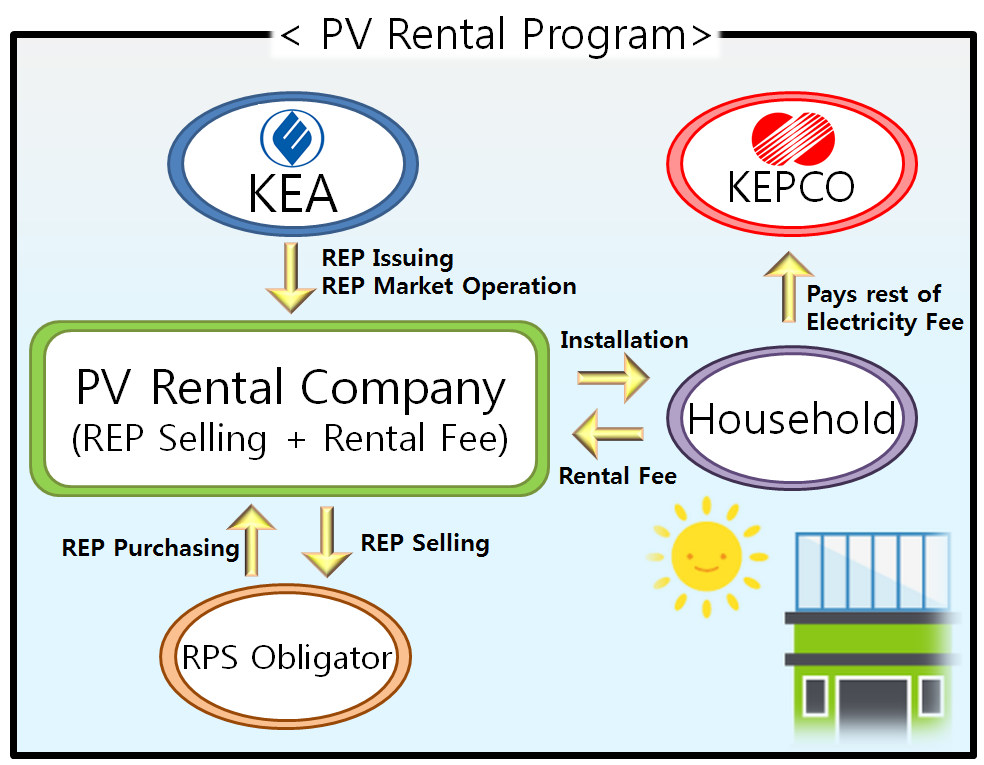 < PV Rental Program>
KEA
KEPCO
REP Issuing
REP Market Operation
Pays rest of
Electricity Fee
PV Rental Company
(REP Selling + Rental Fee)
Installation
Household
Rental Fee
REP Purchasing
REP Selling
RPS Obligator